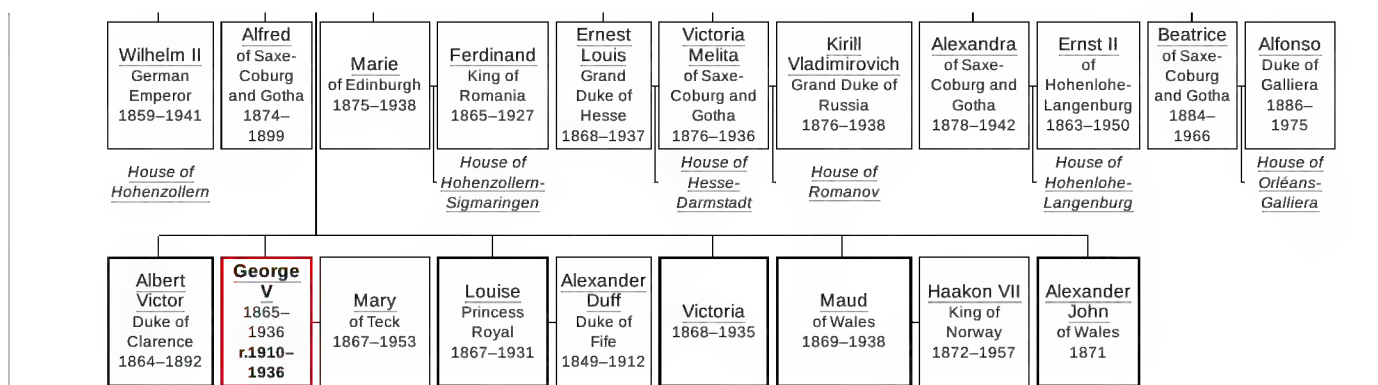 Wilhelm II
German
Emperor
1859–1941
Alfred
of Saxe-
Coburg
and Gotha
1874–
1899
Marie
of Edinburgh
1875–1938
Ferdinand
King of
Romania
1865–1927
Ernest
Louis
Grand
Duke of
Hesse
1868–1937
Victoria
Melita
of Saxe-
Coburg and
Gotha
1876–1936
Kirill
Vladimirovich
Grand Duke of
Russia
1876–1938
Alexandra
of Saxe-
Coburg and
Gotha
1878–1942
Ernst II
of
Hohenlohe-
Langenburg
1863–1950
Beatrice
of Saxe-
Coburg
and Gotha
1884–
1966
Alfonso
Duke of
Galliera
1886–
1975
House of
Hohenzollern
House of
Hohenzollern-
Sigmaringen
House of
Hesse-
Darmstadt
House of
Romanov
House of
Hohenlohe-
Langenburg
House of
Orléans-
Galliera
Albert
Victor
Duke of
Clarence
1864–1892
George
V
1865–
1936
r.1910–
1936
Mary
of Teck
1867–1953
Louise
Princess
Royal
1867–1931
Alexander
Duff
Duke of
Fife
1849–1912
Victoria
1868–1935
Maud
of Wales
1869–1938
Haakon VII
King of
Norway
1872–1957
Alexander
John
of Wales
1871